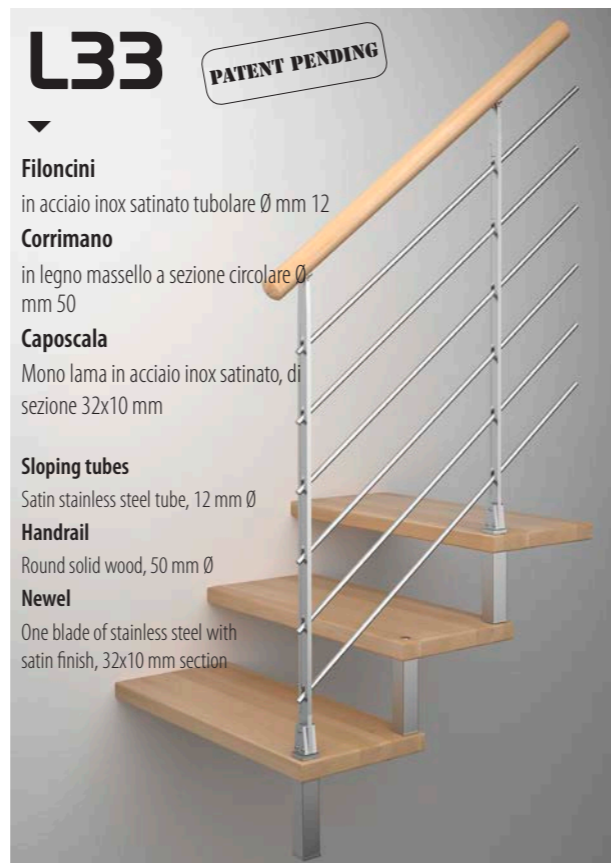 L33
PATENT PENDING
Filoncini
in acciaio inox satinato tubolare Ø mm 12
Corrimano
in legno massello a sezione circolare Ø
mm 50
Caposcala
Mono lama in acciaio inox satinato, di
sezione 32x10 mm
Sloping tubes
Satin stainless steel tube, 12 mm Ø
Handrail
Round solid wood, 50 mm Ø
Newel
One blade of stainless steel with
satin finish, 32x10 mm section